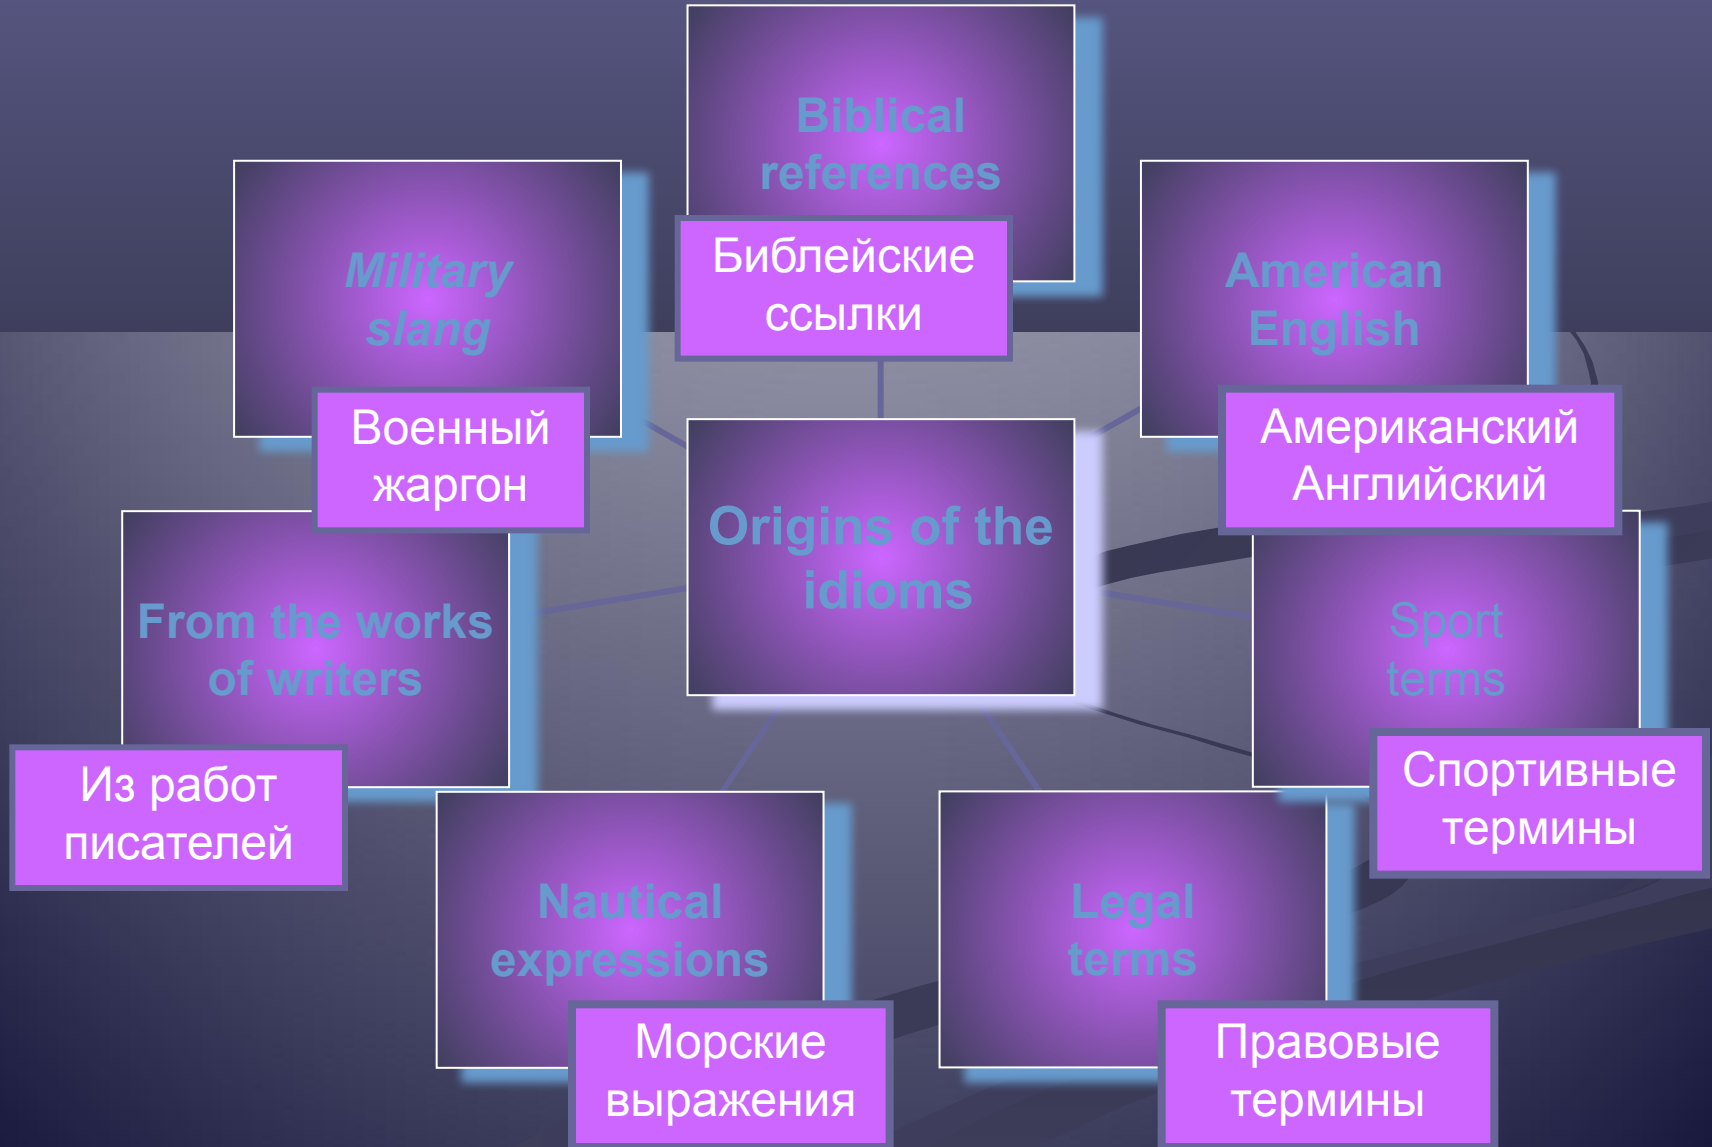 Biblical
references
Библейские
ссылки
Military
slang
Военный
жаргон
American
English
Американский
Английский
Origins of the
idioms
From the works
of writers
Из работ
писателей
Sport
terms
Спортивные
термины
Nautical
expressions
Морские
выражения
Legal
terms
Правовые
термины